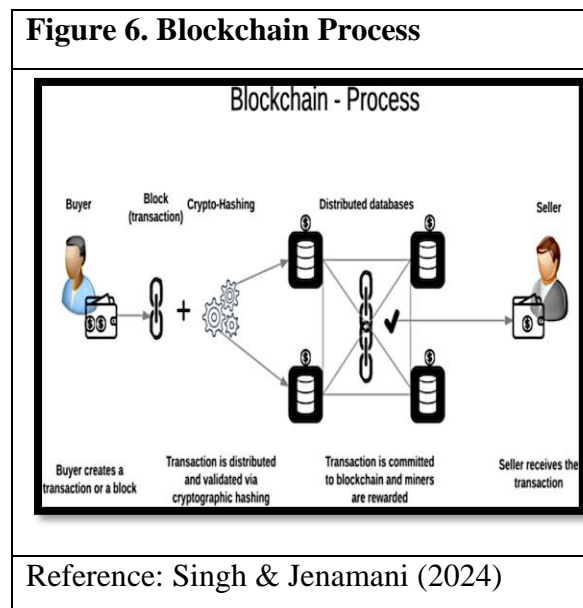 Figure 6. Blockchain Process
Blockchain - Process
Buyer
Block
(transaction)
Crypto-Hashing
Distributed databases
Seller
Buyer creates a
transaction or a block
Transaction is distributed
and validated via
cryptographic hashing
Transaction is committed
to blockchain and miners
are rewarded
Seller receives the
transaction
Reference: Singh & Jenamani (2024)